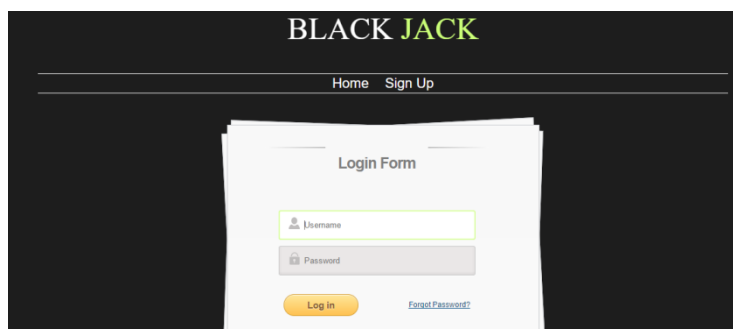 BLACK JACK
Home Sign Up
Login Form
Username
Password
Log in Forgot Password?